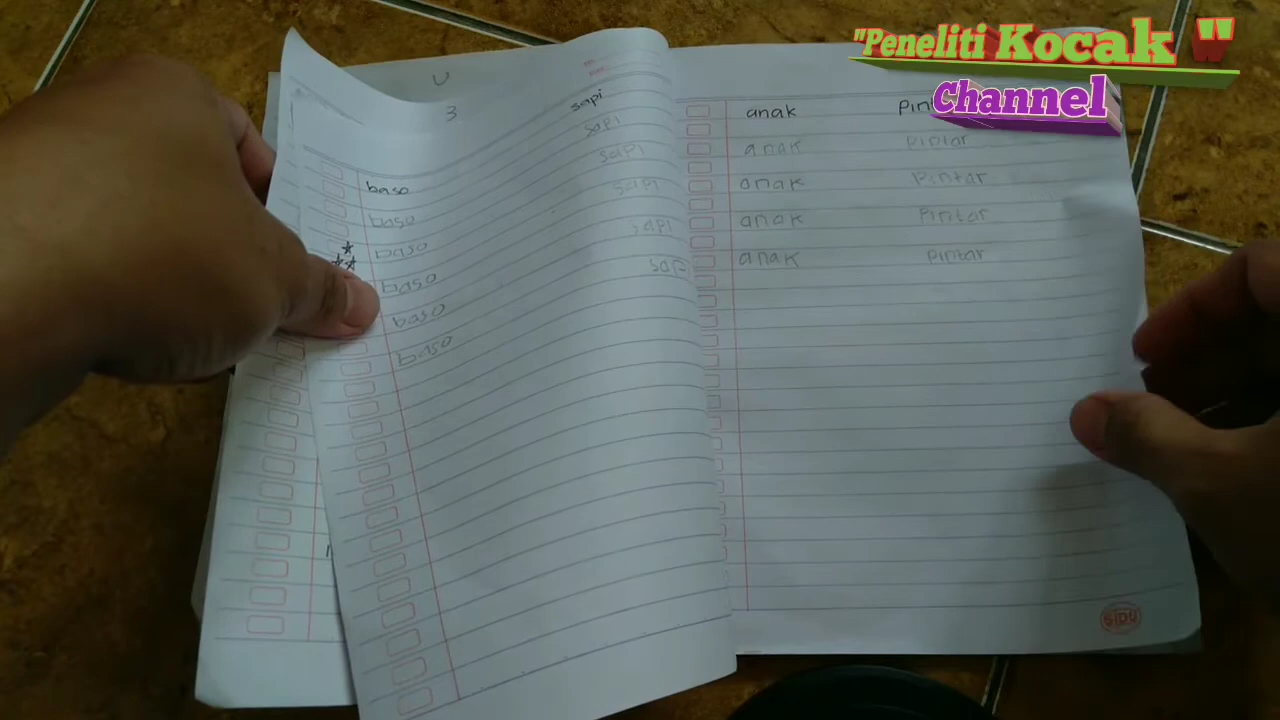 "Peneliti Kocak "
Channel
U
3
baso sapi
baso sapi
baso sapi
baso sapi
baso sapi
baso sapi
anak
anak pintar
anak pintar
anak pintar
anak pintar
SIDU